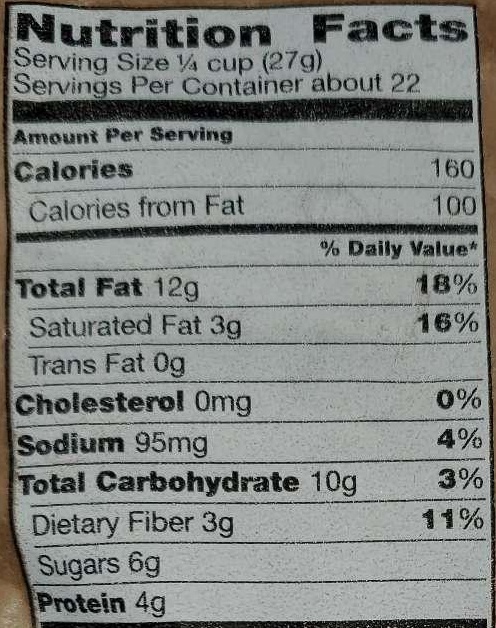 Nutrition Facts
Serving Size ¼ cup (27g)
Servings Per Container about 22
Amount Per Serving
Calories 160
Calories from Fat 100
% Daily Value*
Total Fat 12g 18%
Saturated Fat 3g 16%
Trans Fat 0g
Cholesterol 0mg 0%
Sodium 95mg 4%
Total Carbohydrate 10g 3%
Dietary Fiber 3g 11%
Sugars 6g
Protein 4g